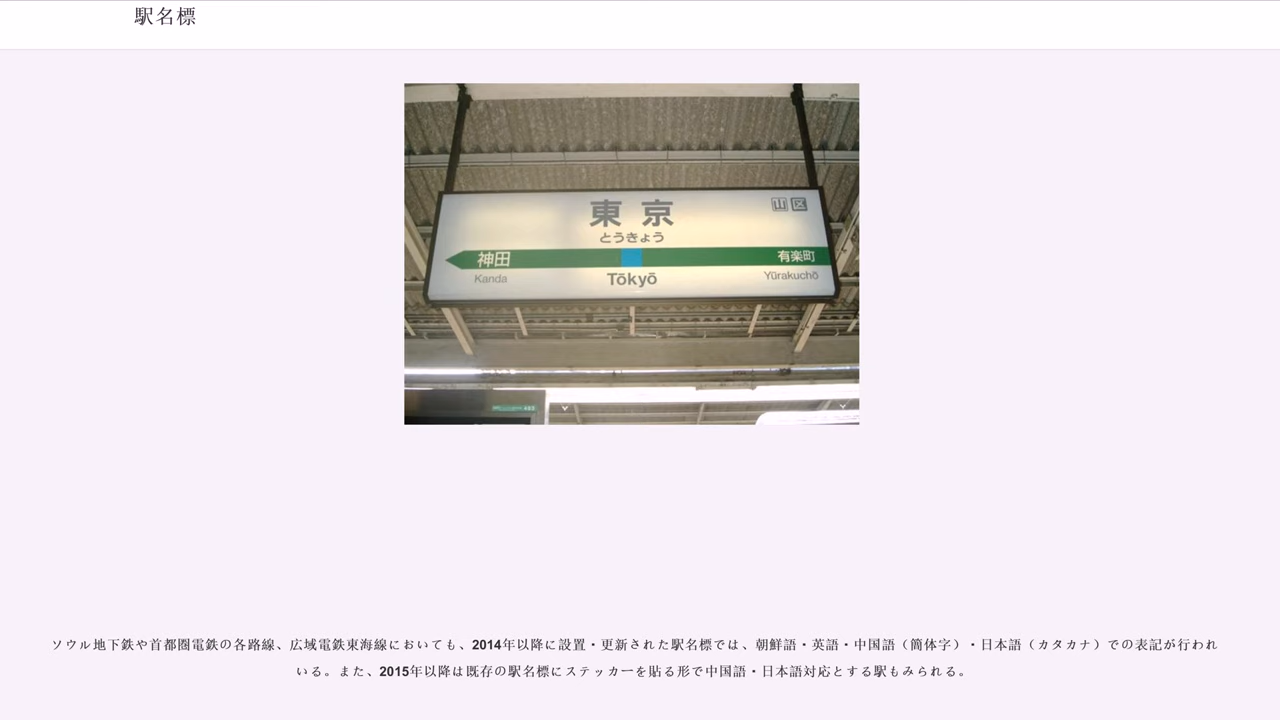 駅名標
東京
山区
とうきょう
神田
有楽町
Kanda
Tōkyō
Yūrakuchō
ソウル地下鉄や首都圏電鉄の各路線、広域電鉄東海線においても、2014年以降に設置・更新された駅名標では、朝鮮語・英語・中国語（簡体字）・日本語（カタカナ）での表記が行われ
いる。また、2015年以降は既存の駅名標にステッカーを貼る形で中国語・日本語対応とする駅もみられる。